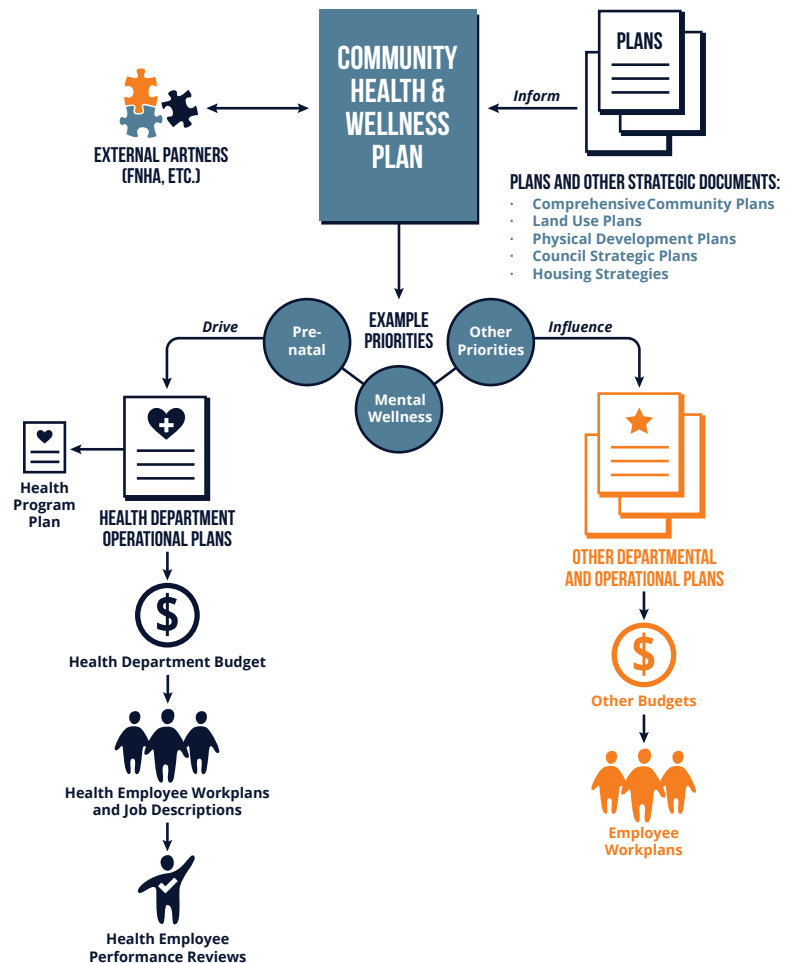 COMMUNITY
HEALTH &
WELLNESS
PLAN
PLANS
Inform
EXTERNAL PARTNERS
(FNHA, ETC.)
PLANS AND OTHER STRATEGIC DOCUMENTS:
· Comprehensive Community Plans
· Land Use Plans
· Physical Development Plans
· Council Strategic Plans
· Housing Strategies
EXAMPLE
PRIORITIES
Drive
Pre-
natal
Mental
Wellness
Other
Priorities
Influence
Health
Program
Plan
HEALTH DEPARTMENT
OPERATIONAL PLANS
$
Health Department Budget
Health Employee Workplans
and Job Descriptions
Health Employee
Performance Reviews
OTHER DEPARTMENTAL
AND OPERATIONAL PLANS
$
Other Budgets
Employee
Workplans